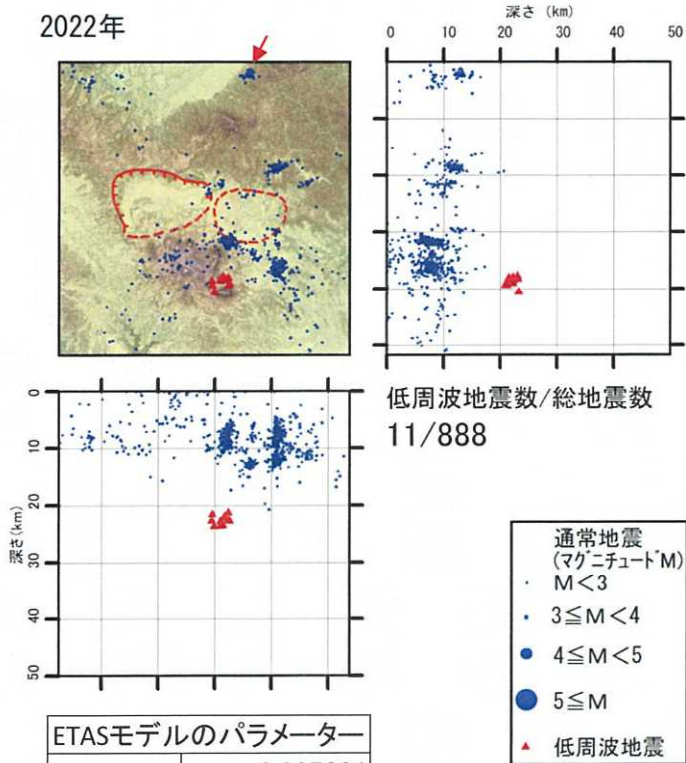 2022年
深さ (km)
0 10 20 30 40 50
0
10
20
30
40
50
深さ(km)
低周波地震数/総地震数
11/888
通常地震
(マグニチュードM)
M<3
3≦M<4
4≦M<5
5≦M
低周波地震
ETASモデルのパラメーター